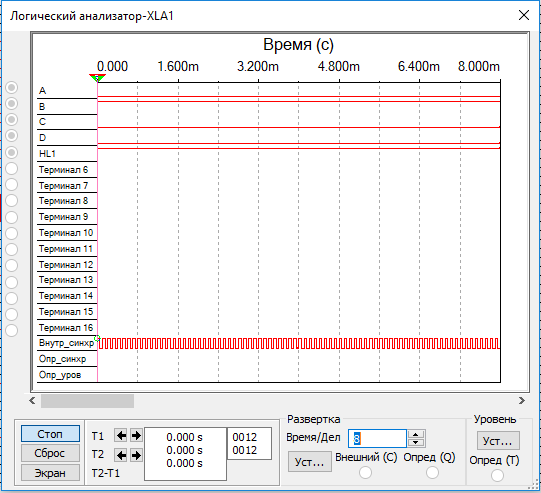 Логический анализатор-XLA1
Время (с)
0.000 1.600m 3.200m 4.800m 6.400m 8.000m
A
B
C
D
HL1
Терминал 6
Терминал 7
Терминал 8
Терминал 9
Терминал 10
Терминал 11
Терминал 12
Терминал 13
Терминал 14
Терминал 15
Терминал 16
Внутр_синхр
Опр_синхр
Опр_уров
Стоп
Сброс
Экран
T1
T2
T2-T1
0.000 s
0.000 s
0.000 s
0012
0012
Развертка
Время/Дел 8
Уст...
Внешний (C) Опред (Q)
Уровень
Уст...
Опред (T)